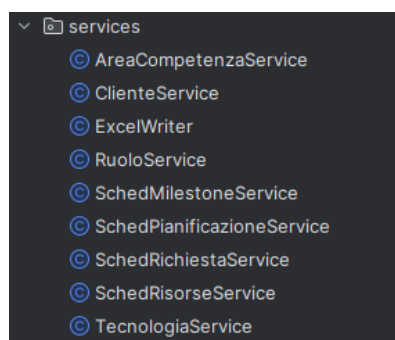 services
AreaCompetenzaService
ClienteService
ExcelWriter
RuoloService
SchedMilestoneService
SchedPianificazioneService
SchedRichiestaService
SchedRisorseService
TecnologiaService